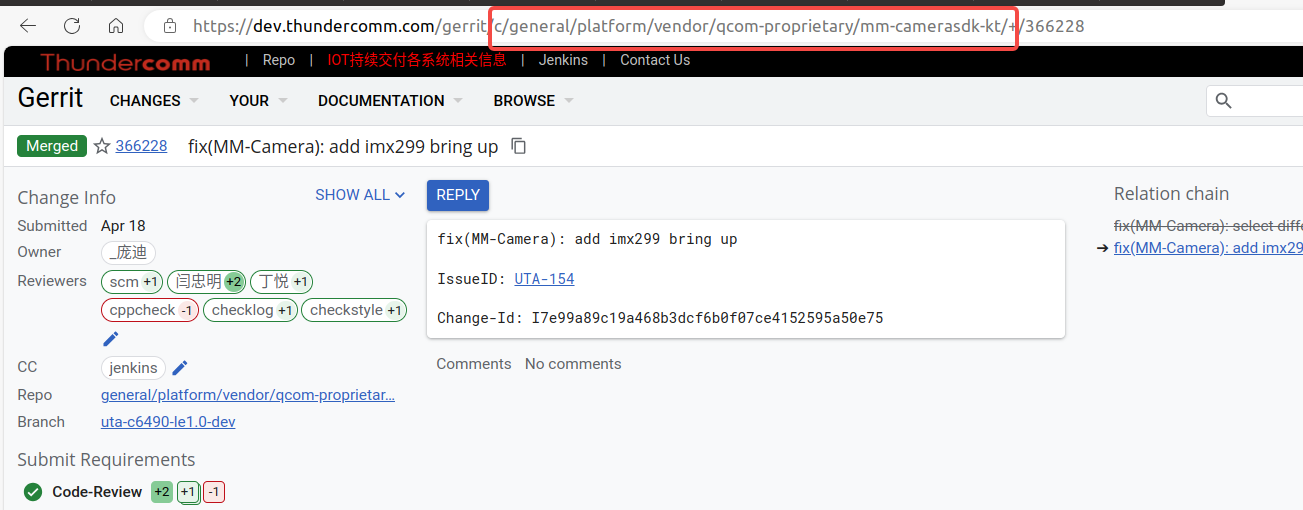 https://dev.thundercomm.com/gerrit/c/general/platform/vendor/qcom-proprietary/mm-camerasdk-kt/+/366228
Thundercomm | Repo | IOT持续交付各系统相关信息 | Jenkins | Contact Us
Gerrit CHANGES YOUR DOCUMENTATION BROWSE
Merged 366228 fix(MM-Camera): add imx299 bring up
Change Info SHOW ALL REPLY Relation chain
Submitted Apr 18 fix(MM-Camera): select diffe
Owner _庞迪 fix(MM-Camera): add imx299 bring up → fix(MM-Camera): add imx29
Reviewers scm +1 闫忠明 +2 丁悦 +1 IssueID: UTA-154
cppcheck -1 checklog +1 checkstyle +1 Change-Id: I7e99a89c19a468b3dcf6b0f07ce4152595a50e75
CC jenkins Comments No comments
Repo general/platform/vendor/qcom-proprietar...
Branch uta-c6490-le1.0-dev
Submit Requirements
Code-Review +2 +1 -1